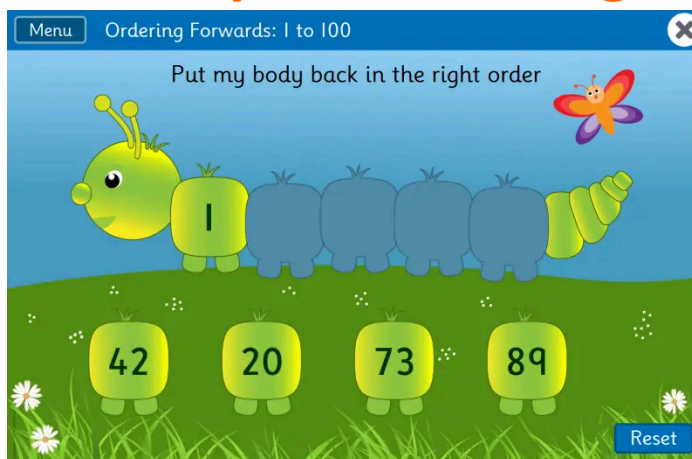 Menu
Ordering Forwards: 1 to 100
Put my body back in the right order
1
42 20 73 89
Reset